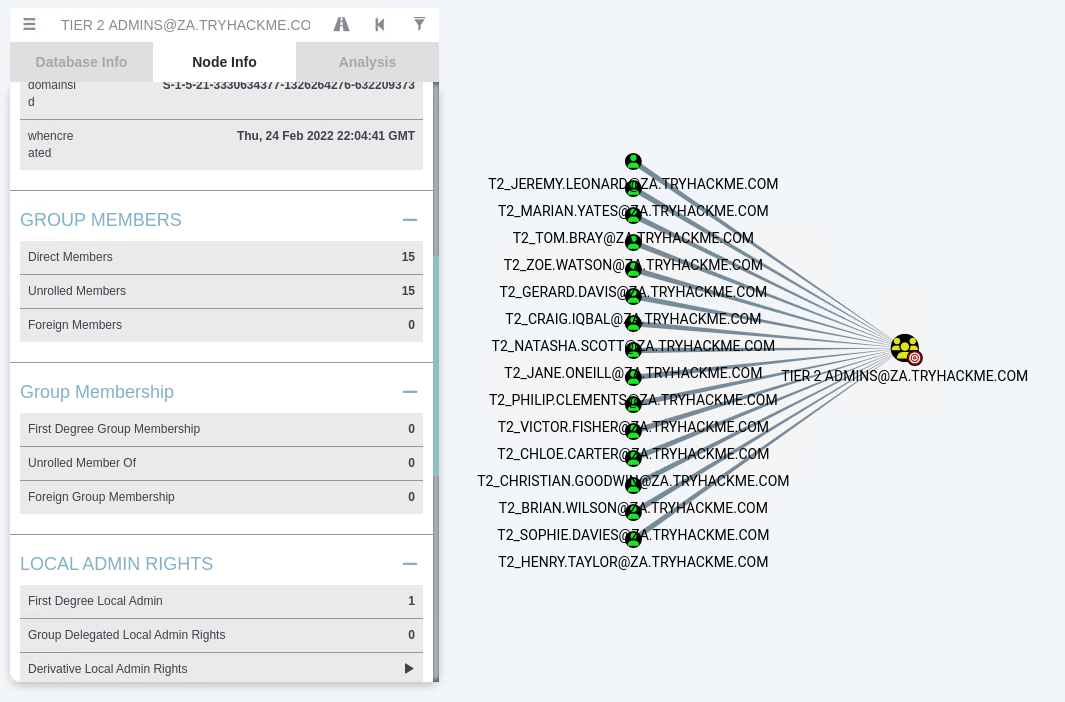 TIER 2 ADMINS@ZA.TRYHACKME.CO
Database Info
Node Info
Analysis
domainsi
d
S-1-5-21-3330634377-1326264276-632209373
whencre
ated
Thu, 24 Feb 2022 22:04:41 GMT
GROUP MEMBERS
Direct Members 15
Unrolled Members 15
Foreign Members 0
Group Membership
First Degree Group Membership 0
Unrolled Member Of 0
Foreign Group Membership 0
LOCAL ADMIN RIGHTS
First Degree Local Admin 1
Group Delegated Local Admin Rights 0
Derivative Local Admin Rights
T2_JEREMY.LEONARD@ZA.TRYHACKME.COM
T2_MARIAN.YATES@ZA.TRYHACKME.COM
T2_TOM.BRAY@ZA.TRYHACKME.COM
T2_ZOE.WATSON@ZA.TRYHACKME.COM
T2_GERARD.DAVIS@ZA.TRYHACKME.COM
T2_CRAIG.IQBAL@ZA.TRYHACKME.COM
T2_NATASHA.SCOTT@ZA.TRYHACKME.COM
T2_JANE.ONEILL@ZA.TRYHACKME.COM
T2_PHILIP.CLEMENTS@ZA.TRYHACKME.COM
T2_VICTOR.FISHER@ZA.TRYHACKME.COM
T2_CHLOE.CARTER@ZA.TRYHACKME.COM
T2_CHRISTIAN.GOODWIN@ZA.TRYHACKME.COM
T2_BRIAN.WILSON@ZA.TRYHACKME.COM
T2_SOPHIE.DAVIES@ZA.TRYHACKME.COM
T2_HENRY.TAYLOR@ZA.TRYHACKME.COM
TIER 2 ADMINS@ZA.TRYHACKME.COM